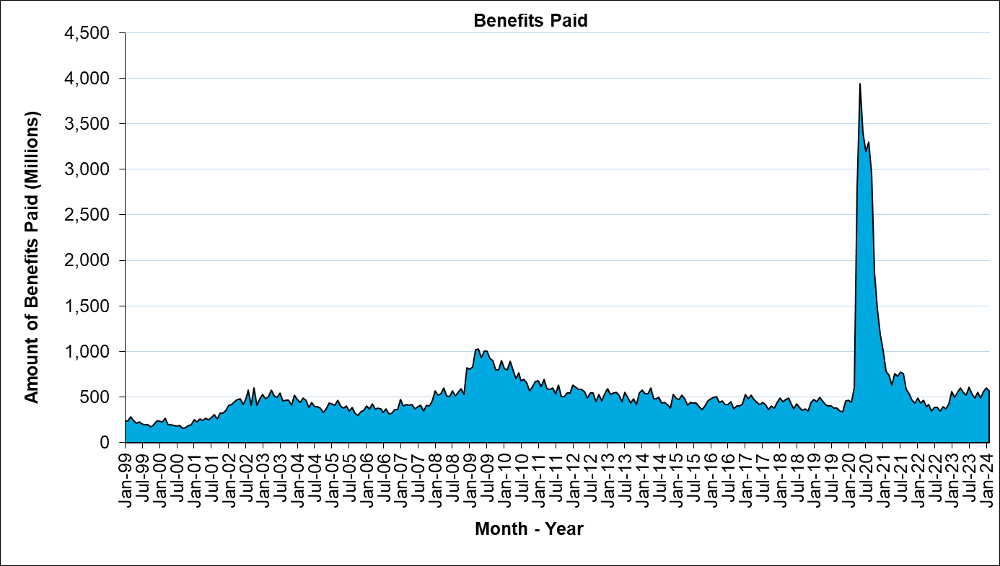 Benefits Paid
Amount of Benefits Paid (Millions)
4,500
4,000
3,500
3,000
2,500
2,000
1,500
1,000
500
0
Jan-99
Jul-99
Jan-00
Jul-00
Jan-01
Jul-01
Jan-02
Jul-02
Jan-03
Jul-03
Jan-04
Jul-04
Jan-05
Jul-05
Jan-06
Jul-06
Jan-07
Jul-07
Jan-08
Jul-08
Jan-09
Jul-09
Jan-10
Jul-10
Jan-11
Jul-11
Jan-12
Jul-12
Jan-13
Jul-13
Jan-14
Jul-14
Jan-15
Jul-15
Jan-16
Jul-16
Jan-17
Jul-17
Jan-18
Jul-18
Jan-19
Jul-19
Jan-20
Jul-20
Jan-21
Jul-21
Jan-22
Jul-22
Jan-23
Jul-23
Jan-24
Month - Year